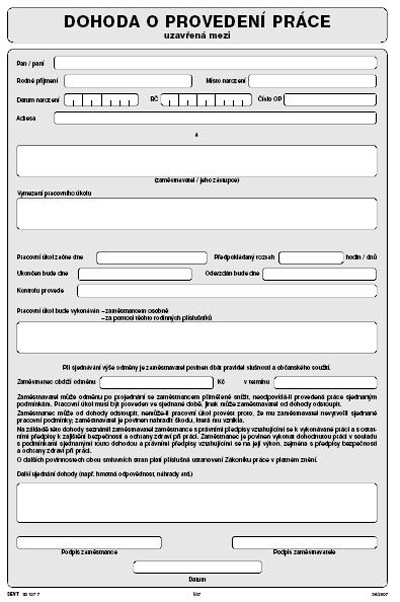 DOHODA O PROVEDENÍ PRÁCE
uzavřená mezi
Pan / paní
Rodné příjmení Místo narození
Datum narození RČ Číslo OP
Adresa
a
(zaměstnavatel / jeho zástupce)
Vymezení pracovního úkolu
Pracovní úkol začne dne Předpokládaný rozsah hodin / dnů
Ukončen bude dne Odevzdán bude dne
Kontrolu provede
Pracovní úkol bude vykonáván – zaměstnancem osobně
– za pomoci těchto rodinných příslušníků
Při sjednávání výše odměny je zaměstnavatel povinen dbát pravidel slušnosti a občanského soužití.
Zaměstnanec obdrží odměnu Kč v termínu
Zaměstnavatel může odměnu po projednání se zaměstnancem přiměřeně snížit, neodpovídá-li provedená práce sjednaným
podmínkám. Pracovní úkol musí být proveden ve sjednané době, jinak může zaměstnavatel od dohody odstoupit.
Zaměstnanec může od dohody odstoupit, nemůže-li pracovní úkol provést proto, že mu zaměstnavatel nevytvořil sjednané
pracovní podmínky, zaměstnavatel je povinen nahradit škodu, která mu vznikla.
Na základě této dohody seznámil zaměstnavatel zaměstnance s právními předpisy vztahujícími se k vykonávané práci a s ostat-
ními předpisy k zajištění bezpečnosti a ochrany zdraví při práci. Zaměstnanec je povinen vykonat dohodnutou práci v souladu
s podmínkami sjednanými touto dohodou a právními předpisy vztahujícími se na její výkon, zejména s předpisy bezpečnosti
a ochrany zdraví při práci.
O dalších povinnostech obou smluvních stran platí příslušná ustanovení Zákoníku práce v platném znění.
Další ujednání dohody (např. hmotná odpovědnost, náhrady atd.)
Podpis zaměstnance Podpis zaměstnavatele
Datum
SEVT